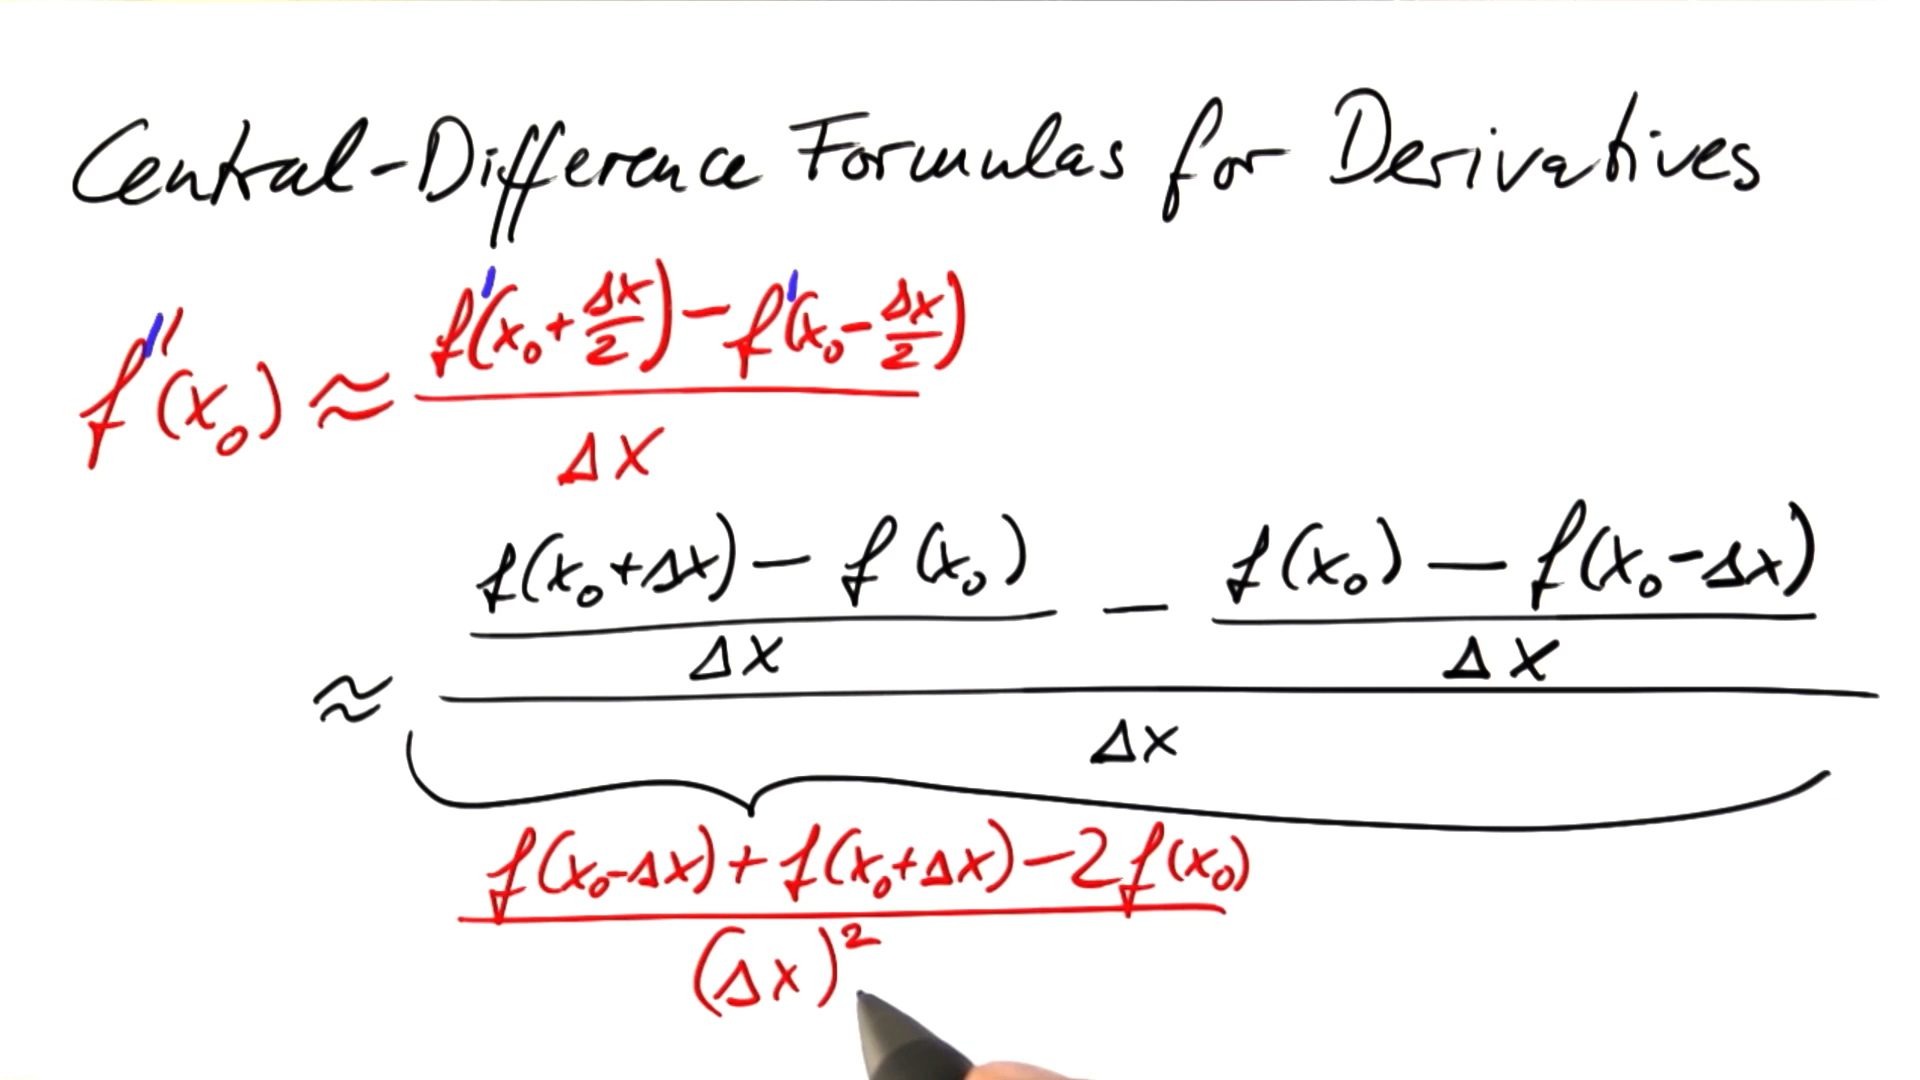 Central-Difference Formulas for Derivatives
f''(x₀) ≈ (f'(x₀ + Δx/2) − f'(x₀ − Δx/2)) / Δx
≈ ((f(x₀+Δx) − f(x₀))/Δx − (f(x₀) − f(x₀−Δx))/Δx) / Δx
(f(x₀−Δx) + f(x₀+Δx) − 2f(x₀)) / (Δx)²